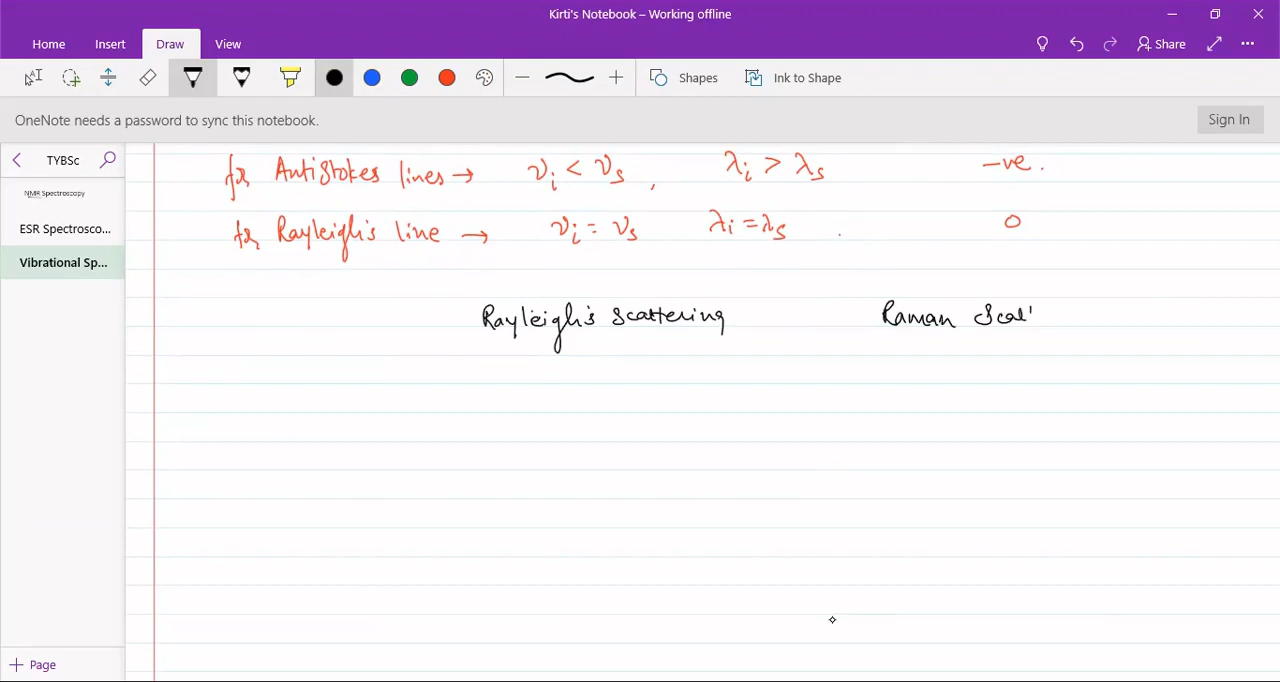 Kirti's Notebook – Working offline
Home Insert Draw View Share
Shapes Ink to Shape
OneNote needs a password to sync this notebook. Sign In
TYBSc
NMR Spectroscopy
ESR Spectrosco...
Vibrational Sp...
for Antistokes lines → νi < νs , λi > λs -ve.
for Rayleigh's line → νi = νs λi = λs . 0
Rayleigh's Scattering Raman Scat
+ Page